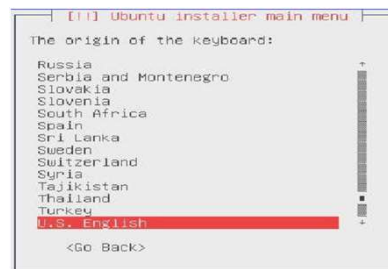 [!!] Ubuntu installer main menu
The origin of the keyboard:
Russia
Serbia and Montenegro
Slovakia
Slovenia
South Africa
Spain
Sri Lanka
Sweden
Switzerland
Syria
Tajikistan
Thailand
Turkey
U.S. English
<Go Back>